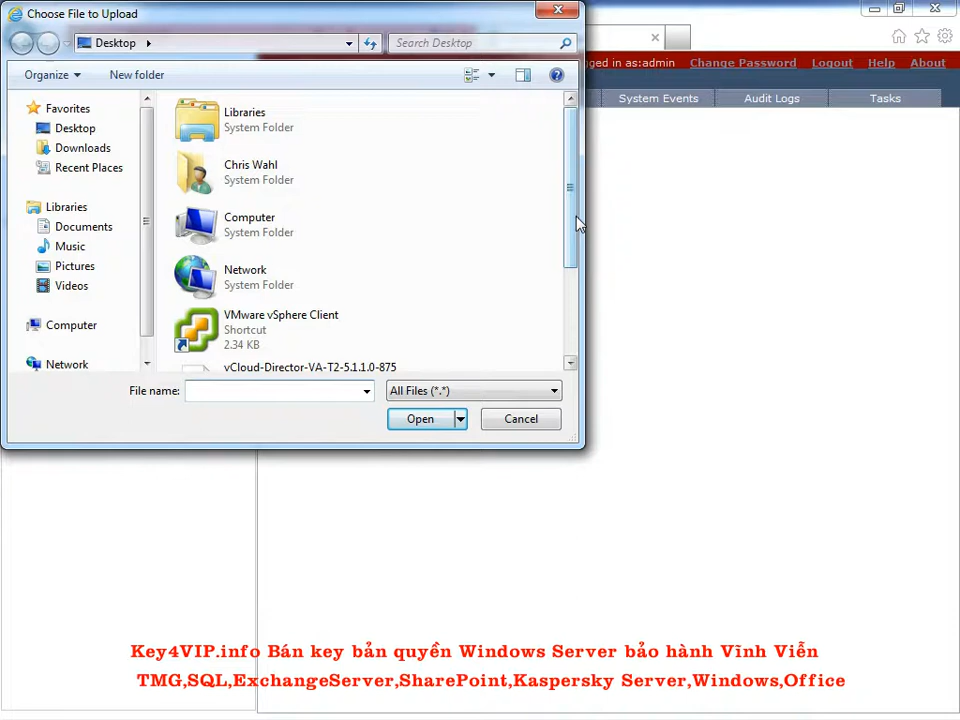 Choose File to Upload
Desktop
Search Desktop
gged in as:admin
Change Password
Logout
Help
About
Organize
New folder
System Events
Audit Logs
Tasks
Favorites
Desktop
Downloads
Recent Places
Libraries
Documents
Music
Pictures
Videos
Computer
Network
Libraries
System Folder
Chris Wahl
System Folder
Computer
System Folder
Network
System Folder
VMware vSphere Client
Shortcut
2.34 KB
vCloud-Director-VA-T2-5.1.1.0-875
File name:
All Files (*.*)
Open
Cancel
Key4VIP.info Bán key bản quyền Windows Server bảo hành Vĩnh Viễn
TMG,SQL,ExchangeServer,SharePoint,Kaspersky Server,Windows,Office